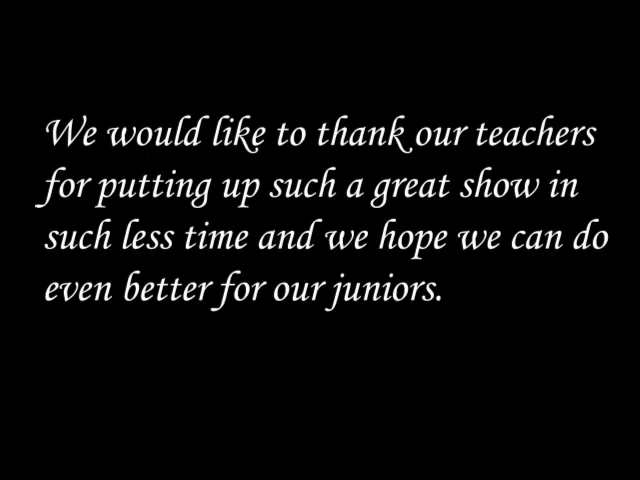 We would like to thank our teachers
for putting up such a great show in
such less time and we hope we can do
even better for our juniors.